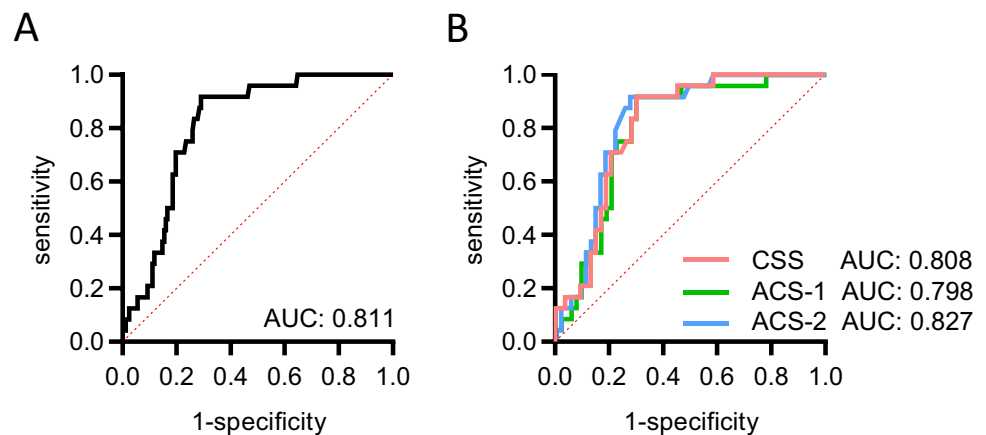 A
B
1.0
0.8
0.6
0.4
0.2
0.0
sensitivity
0.0 0.2 0.4 0.6 0.8 1.0
1-specificity
AUC: 0.811
1.0
0.8
0.6
0.4
0.2
0.0
sensitivity
CSS AUC: 0.808
ACS-1 AUC: 0.798
ACS-2 AUC: 0.827
0.0 0.2 0.4 0.6 0.8 1.0
1-specificity